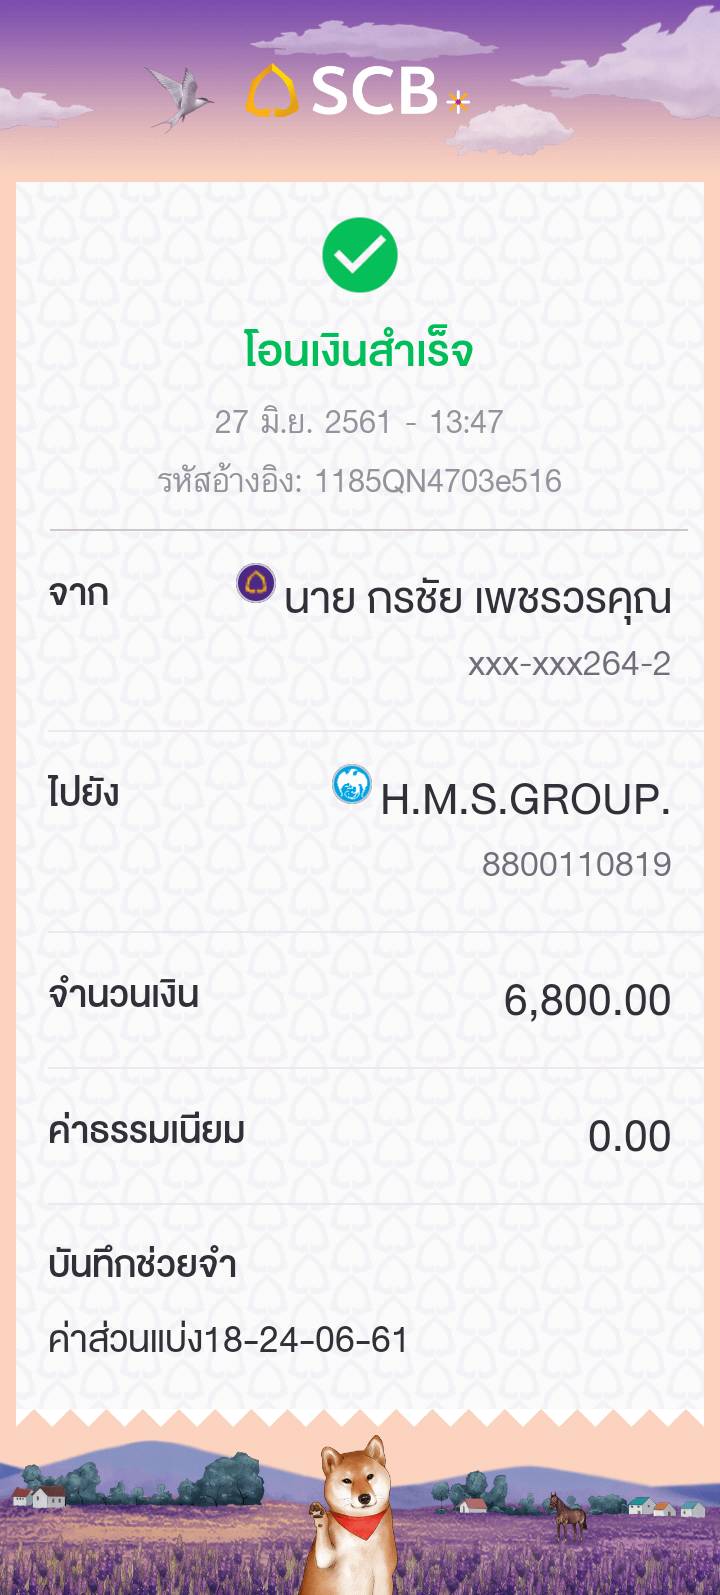 SCB
โอนเงินสำเร็จ
27 มิ.ย. 2561 - 13:47
รหัสอ้างอิง: 1185QN4703e516
จาก
นาย กรชัย เพชรวรคุณ
xxx-xxx264-2
ไปยัง
H.M.S.GROUP.
8800110819
จำนวนเงิน
6,800.00
ค่าธรรมเนียม
0.00
บันทึกช่วยจำ
ค่าส่วนแบ่ง18-24-06-61